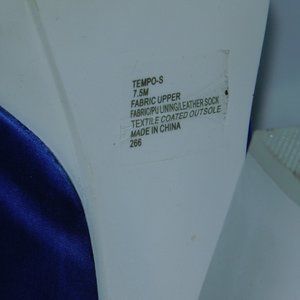 TEMPO-S
7.5M
FABRIC UPPER
FABRIC/PU LINING/LEATHER SOCK
TEXTILE COATED OUTSOLE
MADE IN CHINA
266